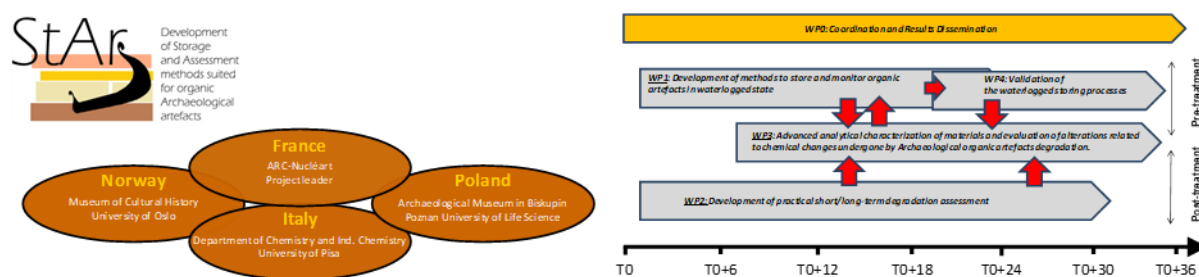 StAr
Development
of Storage
and Assessment
methods suited
for organic
Archaeological
artefacts
France
ARC-Nucléart
Project leader
Norway
Museum of Cultural History
University of Oslo
Poland
Archaeological Museum in Biskupin
Poznan University of Life Science
Italy
Department of Chemistry and Ind. Chemistry
University of Pisa
WP0: Coordination and Results Dissemination
WP1: Development of methods to store and monitor organic
artefacts in waterlogged state
WP4: Validation of
the waterlogged storing processes
WP3: Advanced analytical characterization of materials and evaluation of alterations related
to chemical changes undergone by Archaeological organic artefacts degradation.
WP2: Development of practical short/long-term degradation assessment
Pre-treatment
Post-treatment
T0
T0+6
T0+12
T0+18
T0+24
T0+30
T0+36